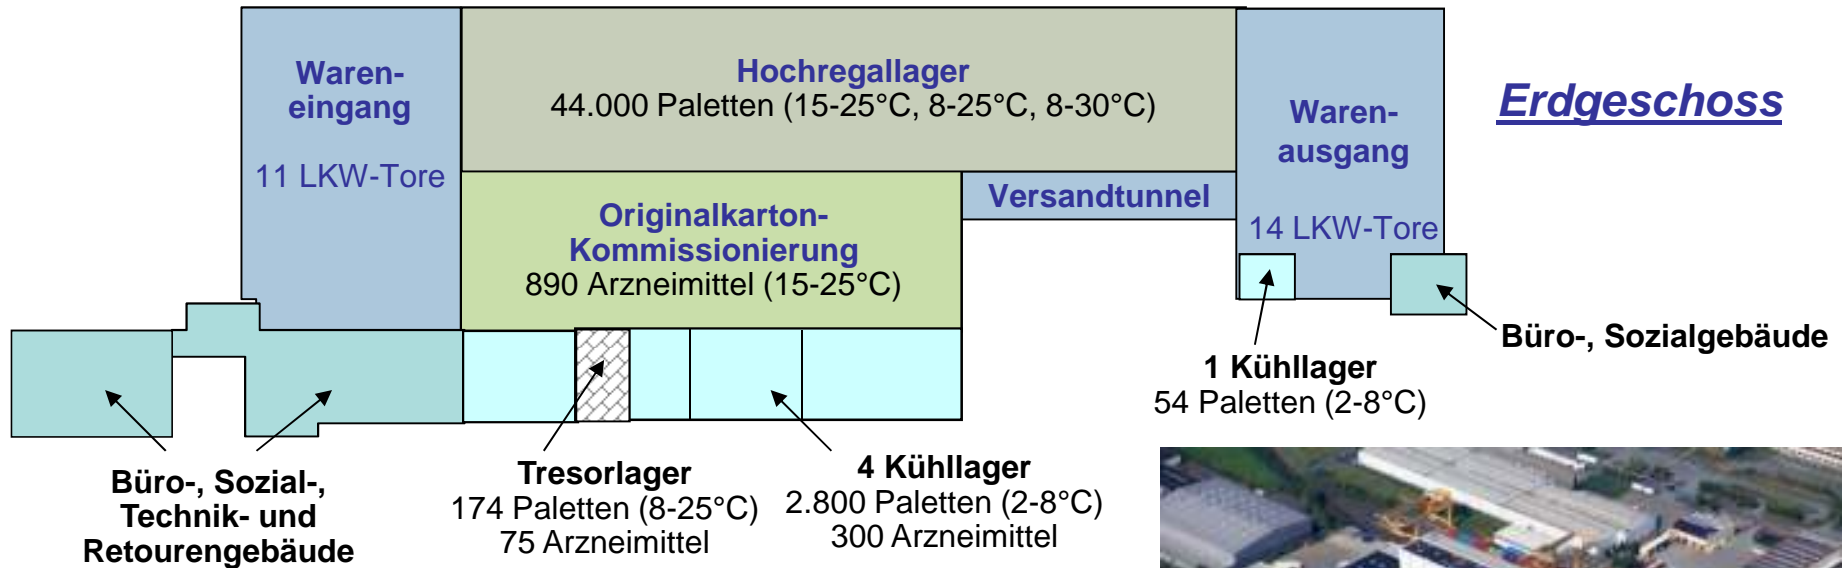 Waren-
eingang
11 LKW-Tore
Hochregallager
44.000 Paletten (15-25°C, 8-25°C, 8-30°C)
Waren-
ausgang
14 LKW-Tore
Erdgeschoss
Versandtunnel
Originalkarton-
Kommissionierung
890 Arzneimittel (15-25°C)
Büro-, Sozialgebäude
1 Kühllager
54 Paletten (2-8°C)
Büro-, Sozial-,
Technik- und
Retourengebäude
Tresorlager
174 Paletten (8-25°C)
75 Arzneimittel
4 Kühllager
2.800 Paletten (2-8°C)
300 Arzneimittel